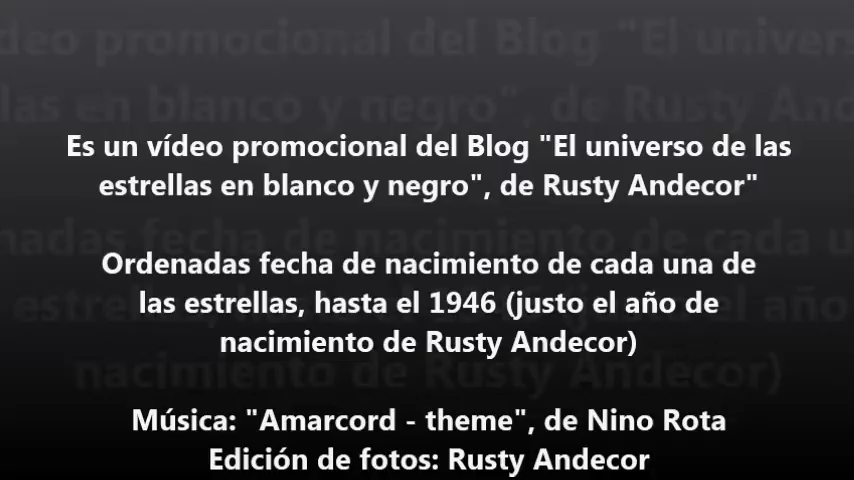 Es un vídeo promocional del Blog "El universo de las
estrellas en blanco y negro", de Rusty Andecor"
Ordenadas fecha de nacimiento de cada una de
las estrellas, hasta el 1946 (justo el año de
nacimiento de Rusty Andecor)
Música: "Amarcord - theme", de Nino Rota
Edición de fotos: Rusty Andecor